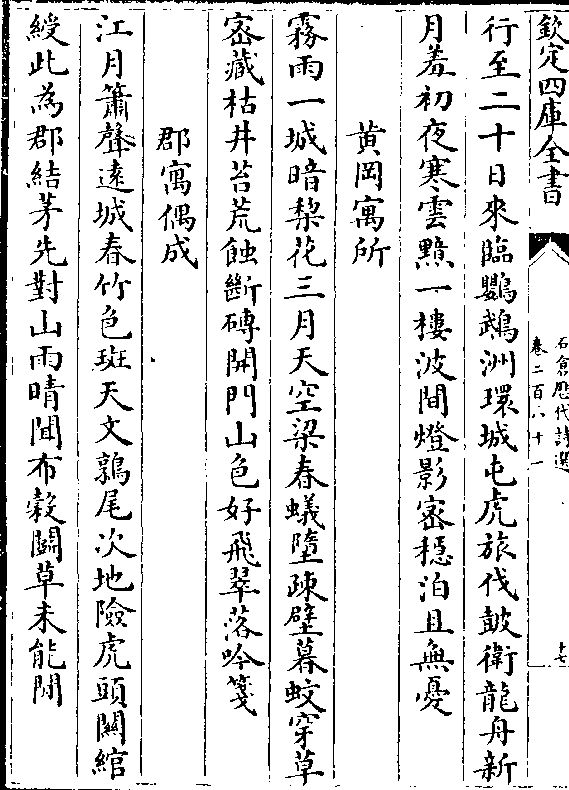 欽定四庫全書
石倉歷代詩選
卷二百八十一
十七
行至二十日來臨鸚鵡洲環城屯虎旅伐鼓衛龍舟新
月羞初夜寒雲黯一樓波間燈影密穩泊且無憂
黄岡寓所
霧雨一城暗梨花三月天空梁春蟻墮疎壁暮蚊穿草
密藏枯井苔荒蝕斷磚開門山色好飛翠落吟箋
郡寓偶成
江月簫聲遠城春竹色斑天文鶉尾次地險虎頭關綰
綬此為郡結茅先對山雨晴聞布榖鬭草未能閒